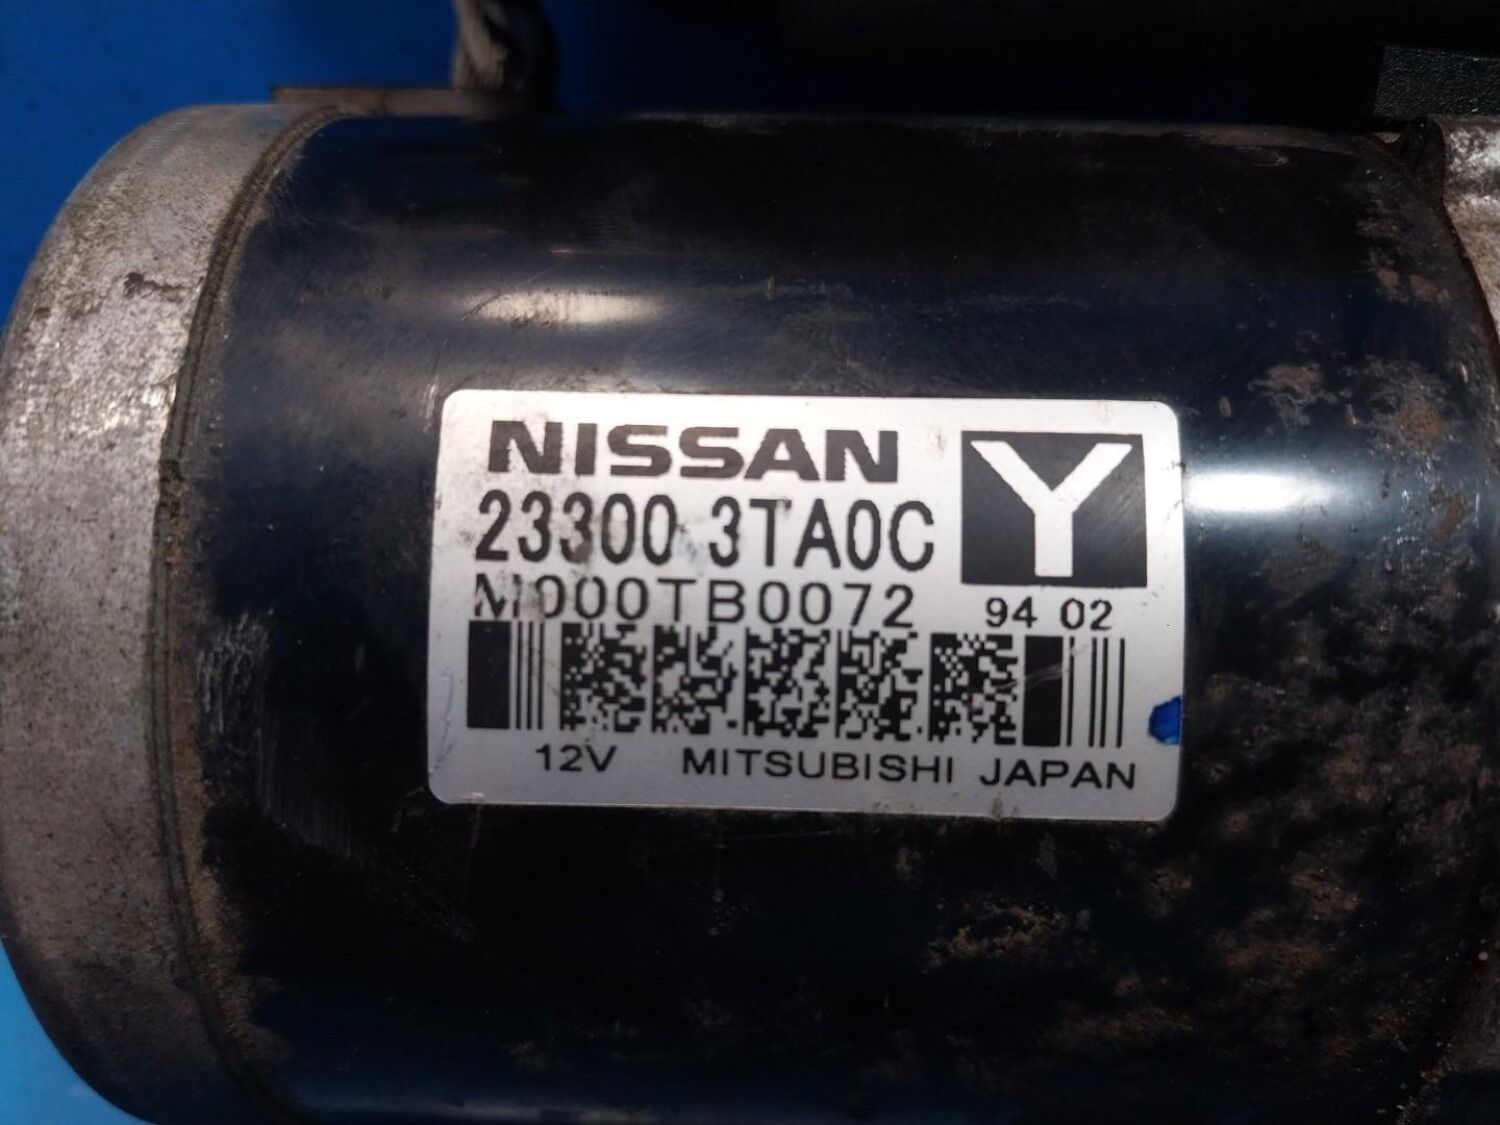 NISSAN
Y
23300 3TA0C
M000TB0072 94 02
12V MITSUBISHI JAPAN